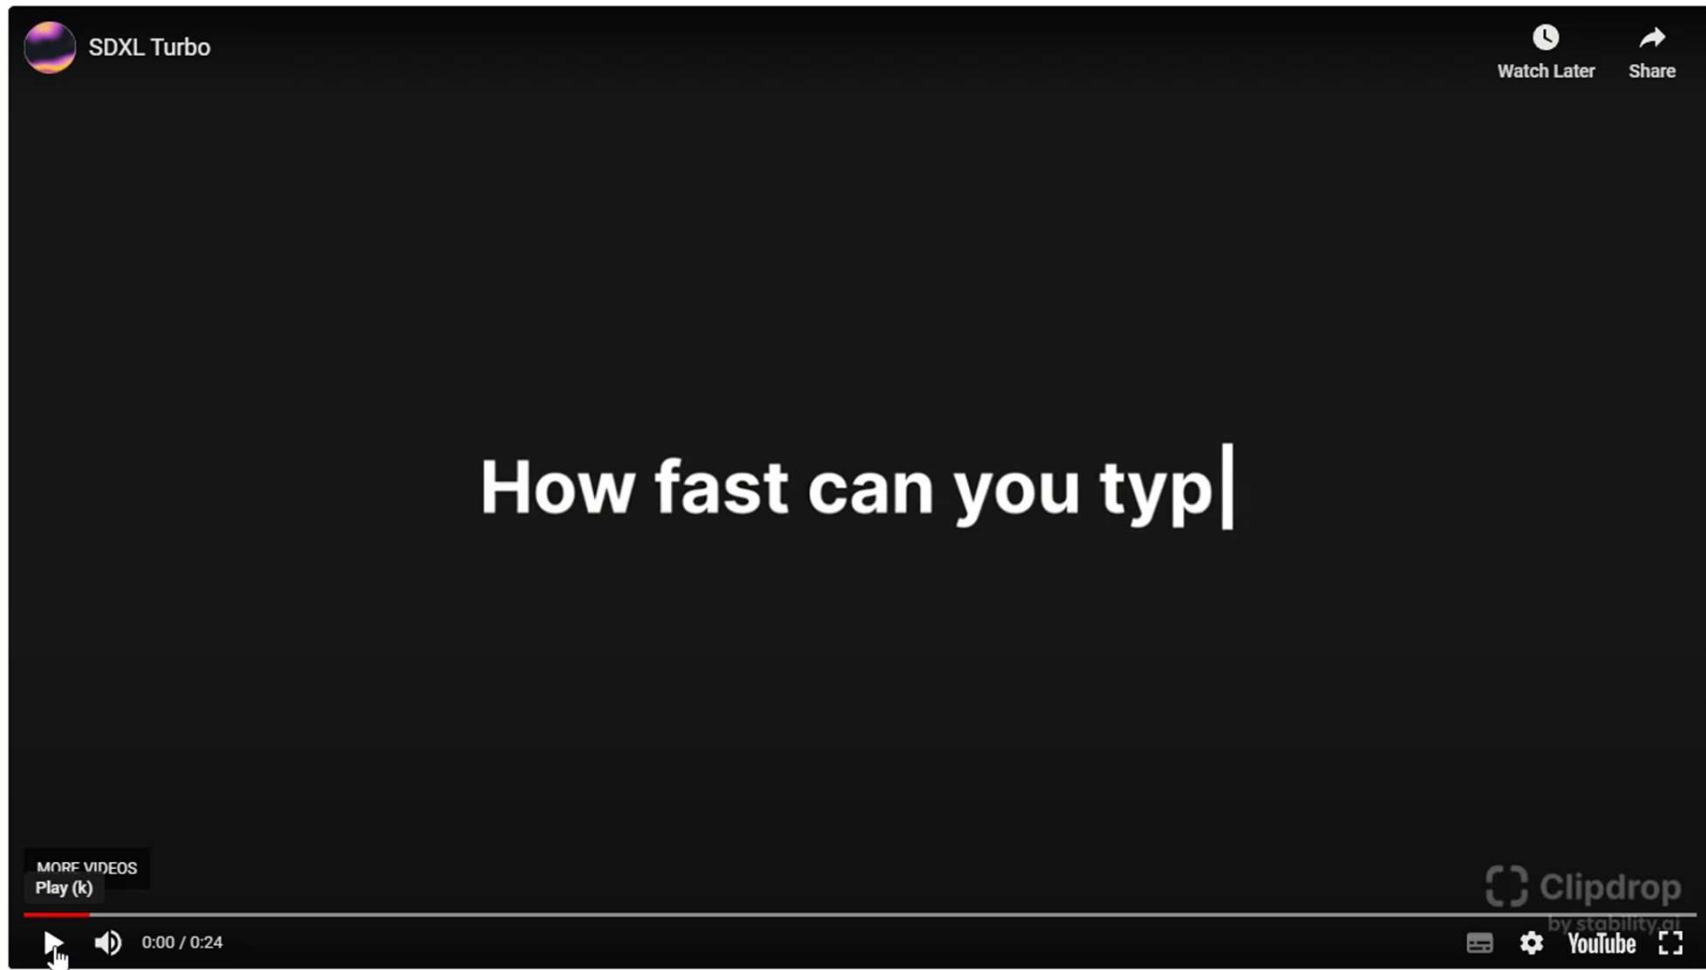 SDXL Turbo
Watch Later
Share
How fast can you typ
MORE VIDEOS
Play (k)
Clipdrop
by stability.ai
0:00 / 0:24
YouTube